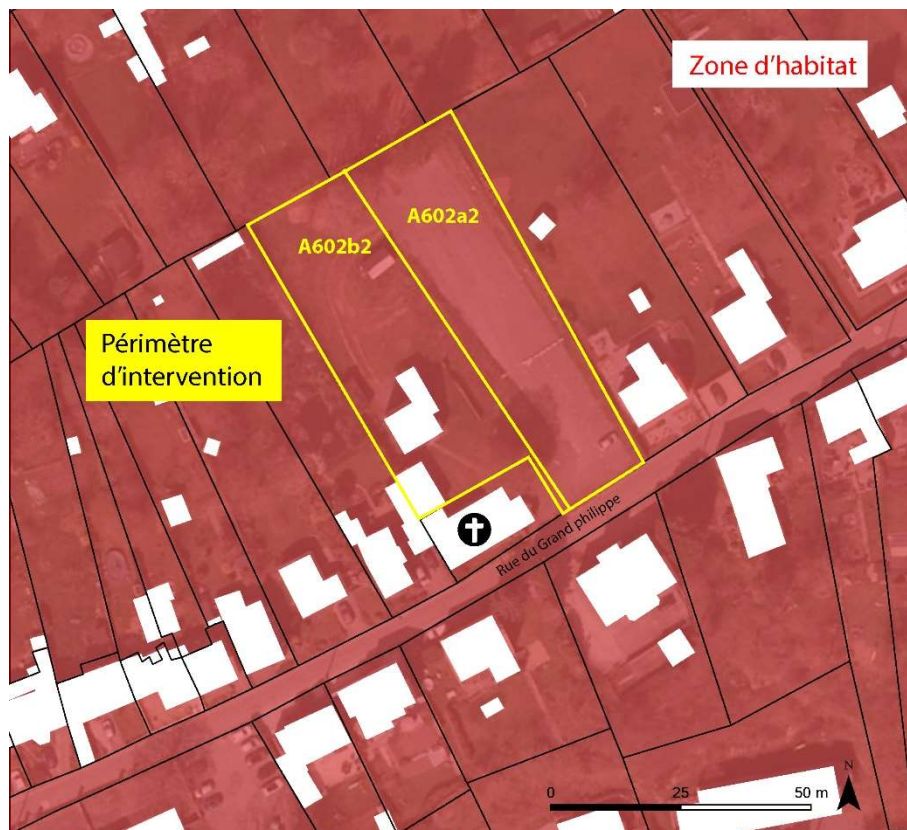 Zone d'habitat
A602a2
A602b2
Périmètre
d'intervention
Rue du Grand philippe
N
0 25 50 m